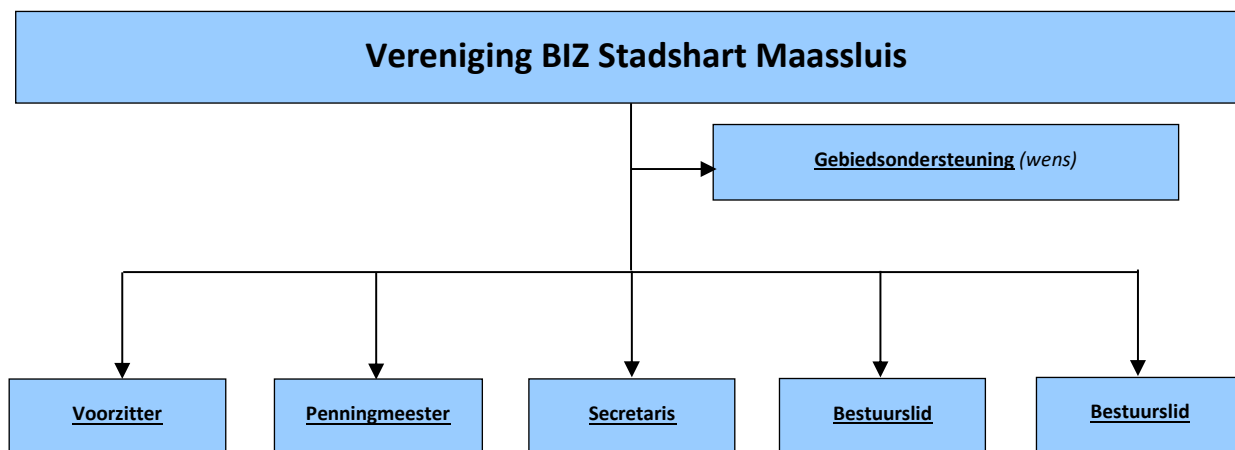 Vereniging BIZ Stadshart Maassluis
Gebiedsondersteuning (wens)
Voorzitter
Penningmeester
Secretaris
Bestuurslid
Bestuurslid